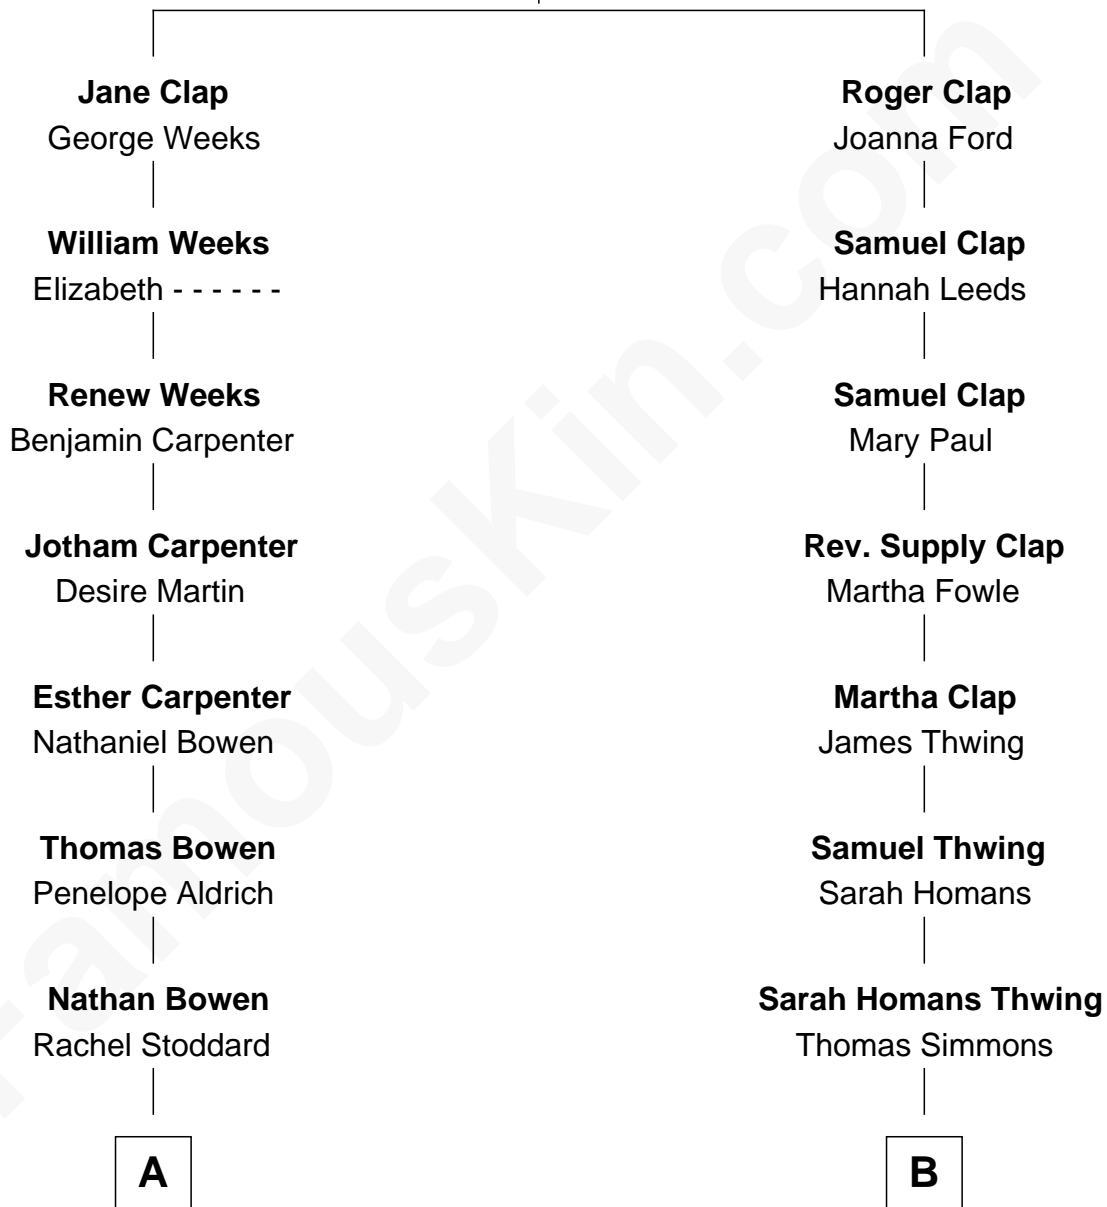 Jane Clap
George Weeks
Roger Clap
Joanna Ford
William Weeks
Elizabeth - - - - - -
Samuel Clap
Hannah Leeds
Renew Weeks
Benjamin Carpenter
Samuel Clap
Mary Paul
Jotham Carpenter
Desire Martin
Rev. Supply Clap
Martha Fowle
Esther Carpenter
Nathaniel Bowen
Martha Clap
James Thwing
Thomas Bowen
Penelope Aldrich
Samuel Thwing
Sarah Homans
Nathan Bowen
Rachel Stoddard
Sarah Homans Thwing
Thomas Simmons
A
B
FamousKin.com